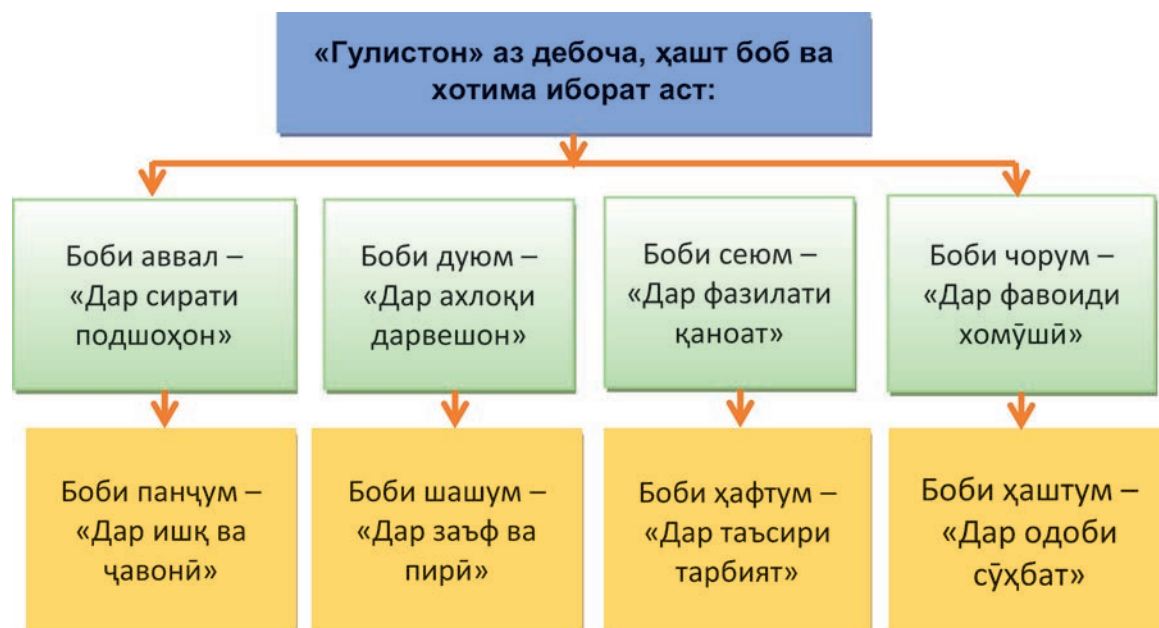 «Гулистон» аз дебоча, ҳашт боб ва
хотима иборат аст:
Боби аввал –
«Дар сирати
подшоҳон»
Боби дуюм –
«Дар ахлоқи
дарвешон»
Боби сеюм –
«Дар фазилати
қаноат»
Боби чорум –
«Дар фавоиди
хомӯшӣ»
Боби панҷум –
«Дар ишқ ва
ҷавонӣ»
Боби шашум –
«Дар заъф ва
пирӣ»
Боби ҳафтум –
«Дар таъсири
тарбият»
Боби ҳаштум –
«Дар одоби
сӯҳбат»